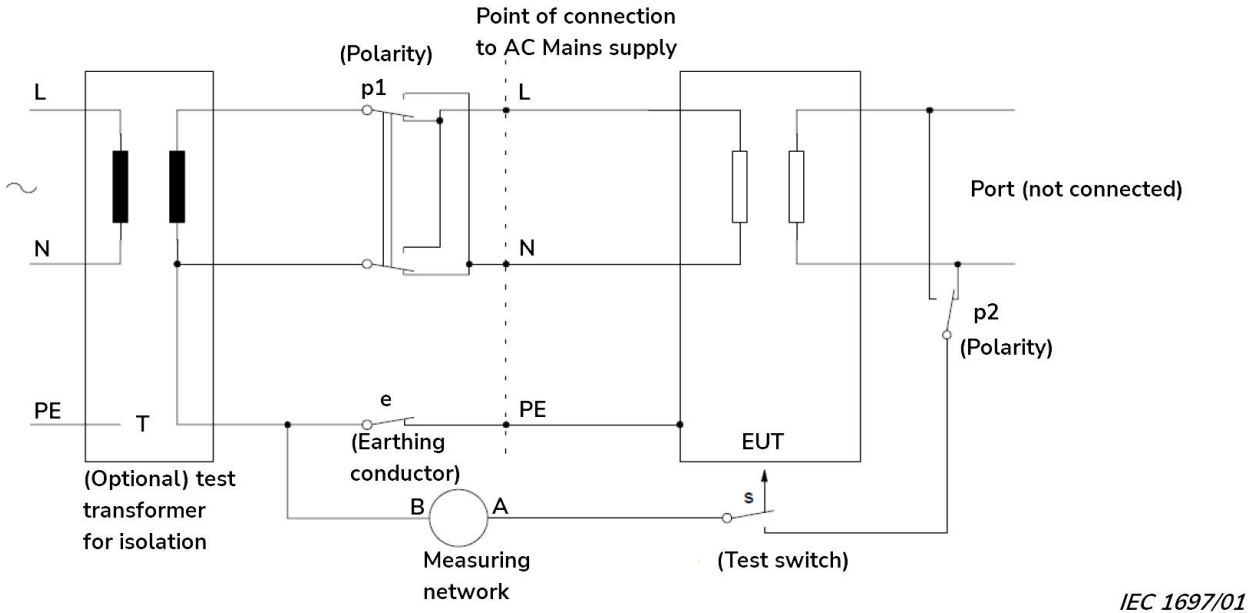 Point of connection
to AC Mains supply
(Polarity)
p1
L
L
N
N
Port (not connected)
p2
(Polarity)
PE
T
e
PE
(Earthing
conductor)
EUT
(Optional) test
transformer
for isolation
B
A
s
Measuring
network
(Test switch)
IEC 1697/01